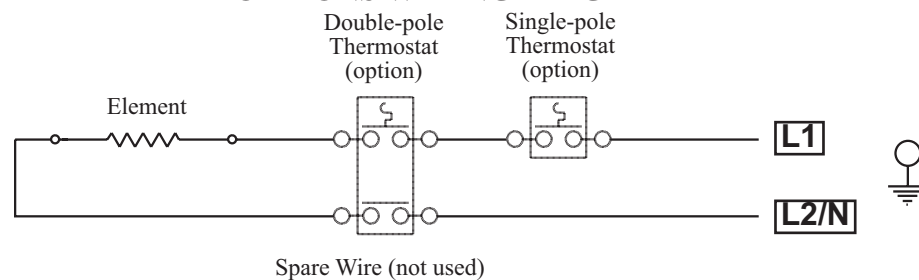 Double-pole
Thermostat
(option)
Single-pole
Thermostat
(option)
Element
L1
L2/N
Spare Wire (not used)